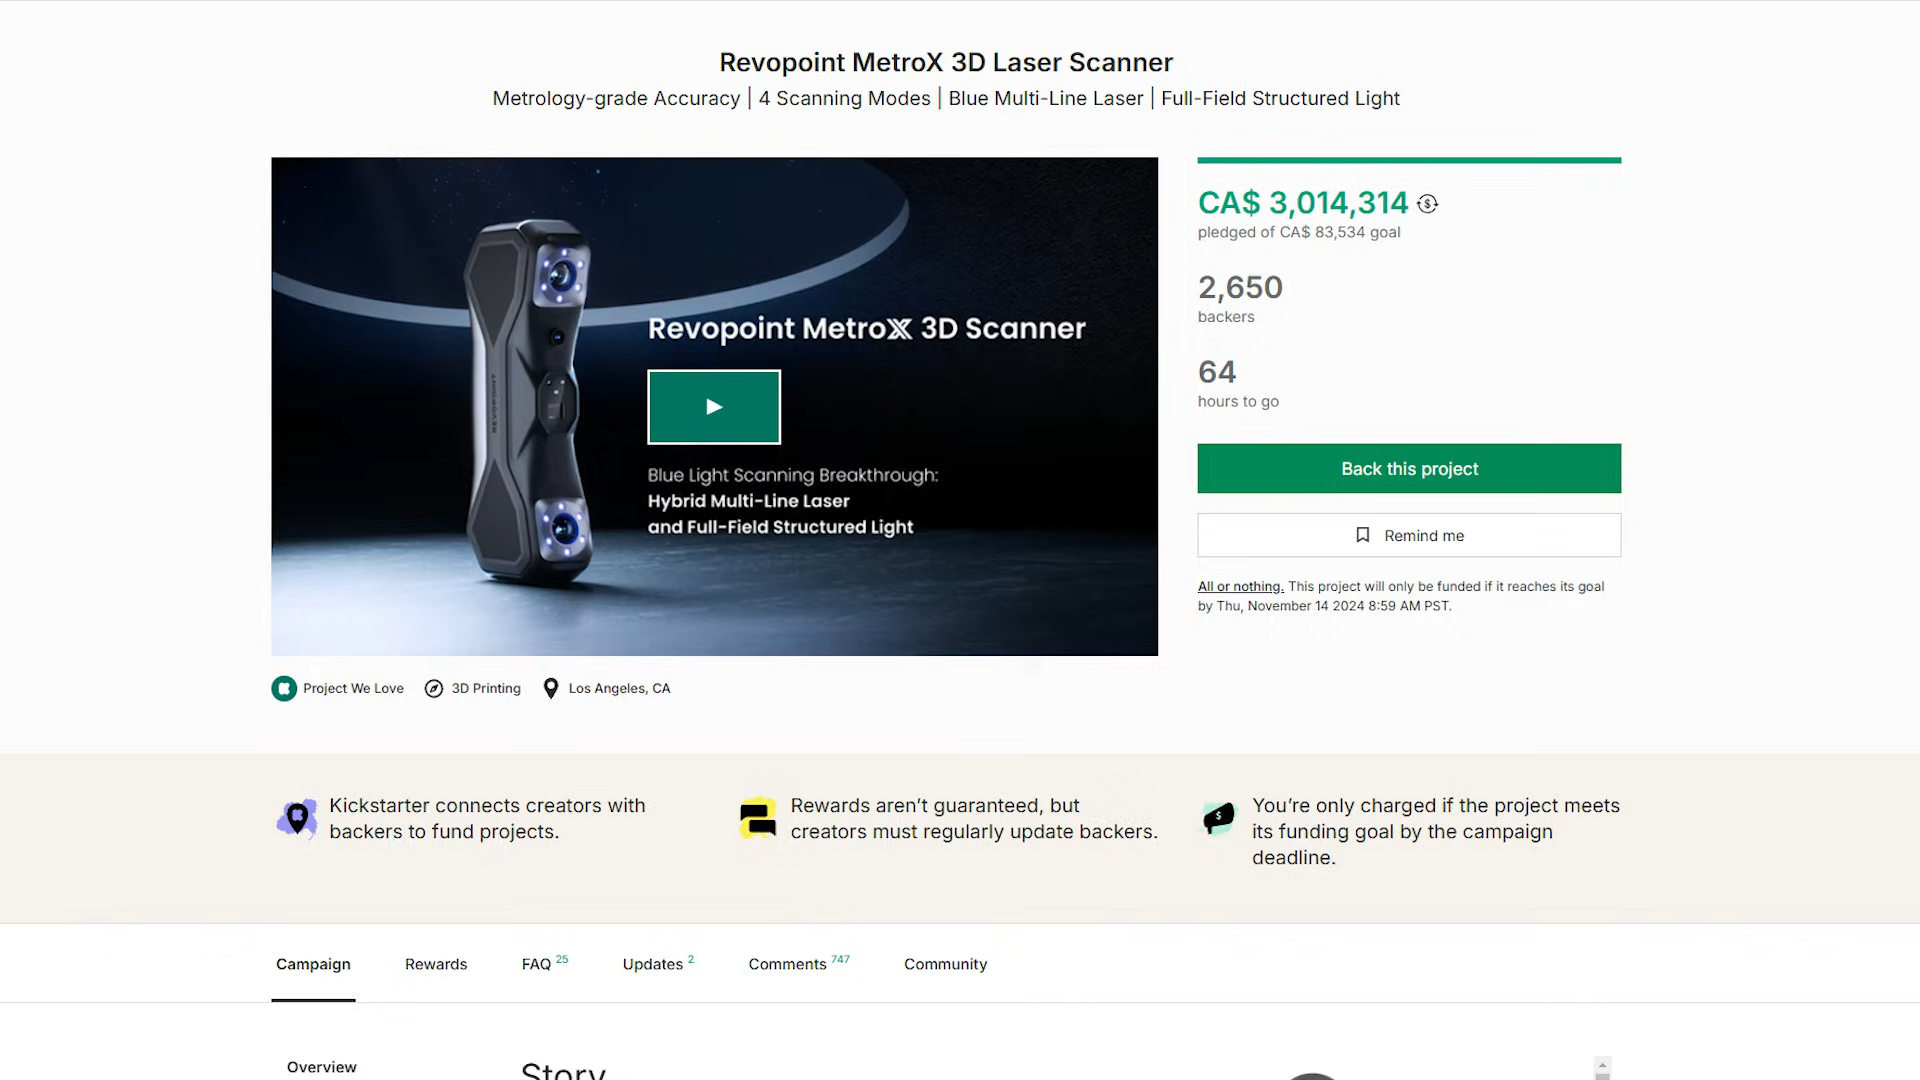 Revopoint MetroX 3D Laser Scanner
Metrology-grade Accuracy | 4 Scanning Modes | Blue Multi-Line Laser | Full-Field Structured Light
REVOPOINT
Revopoint MetroX 3D Scanner
Blue Light Scanning Breakthrough:
Hybrid Multi-Line Laser
and Full-Field Structured Light
CA$ 3,014,314
pledged of CA$ 83,534 goal
2,650
backers
64
hours to go
Back this project
Remind me
All or nothing. This project will only be funded if it reaches its goal
by Thu, November 14 2024 8:59 AM PST.
Project We Love
3D Printing
Los Angeles, CA
Kickstarter connects creators with
backers to fund projects.
Rewards aren’t guaranteed, but
creators must regularly update backers.
You’re only charged if the project meets
its funding goal by the campaign
deadline.
Campaign
Rewards
FAQ 25
Updates 2
Comments 747
Community
Overview
Story